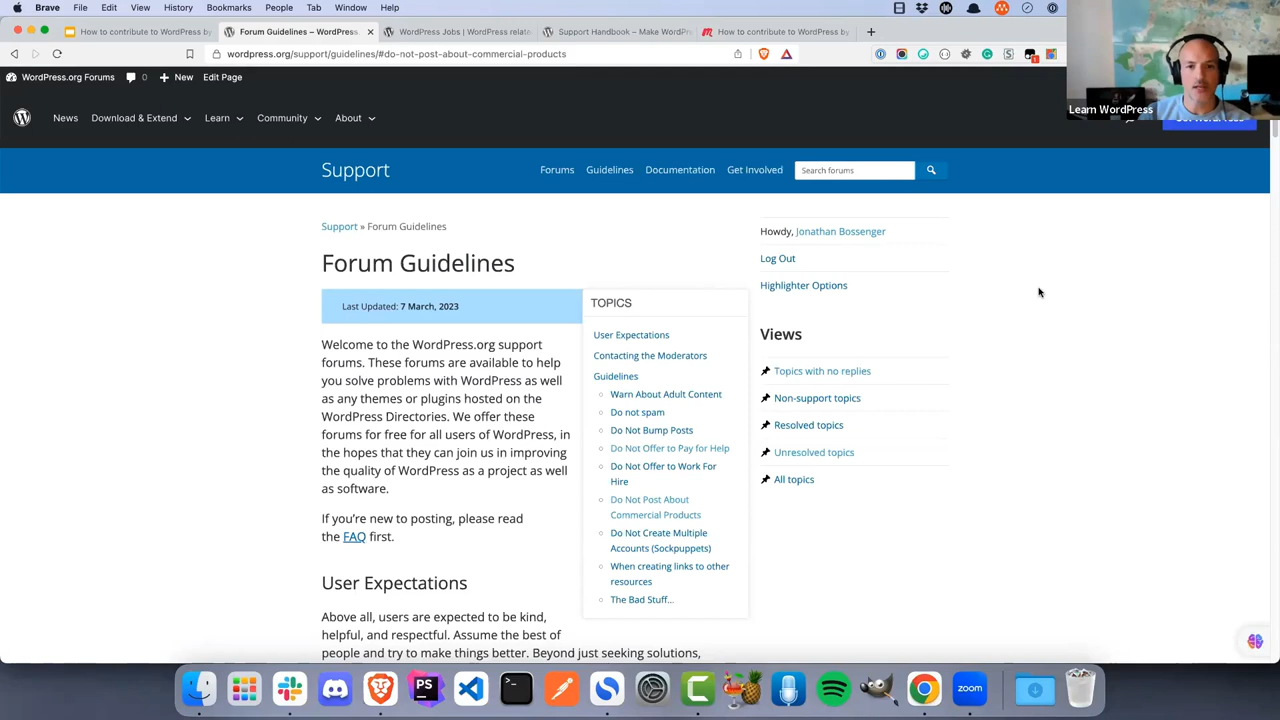 Brave File Edit View History Bookmarks People Tab Window Help
How to contribute to WordPress by
Forum Guidelines – WordPress.
WordPress Jobs | WordPress relate
Support Handbook – Make WordPr
How to contribute to WordPress by
wordpress.org/support/guidelines/#do-not-post-about-commercial-products
WordPress.org Forums 0 New Edit Page
News Download & Extend Learn Community About
Learn WordPress
Support
Forums Guidelines Documentation Get Involved Search forums
Support » Forum Guidelines
Forum Guidelines
Last Updated: 7 March, 2023
Welcome to the WordPress.org support
forums. These forums are available to help
you solve problems with WordPress as well
as any themes or plugins hosted on the
WordPress Directories. We offer these
forums for free for all users of WordPress, in
the hopes that they can join us in improving
the quality of WordPress as a project as well
as software.
If you're new to posting, please read
the FAQ first.
User Expectations
Above all, users are expected to be kind,
helpful, and respectful. Assume the best of
people and try to make things better. Beyond just seeking solutions,
TOPICS
User Expectations
Contacting the Moderators
Guidelines
Warn About Adult Content
Do not spam
Do Not Bump Posts
Do Not Offer to Pay for Help
Do Not Offer to Work For
Hire
Do Not Post About
Commercial Products
Do Not Create Multiple
Accounts (Sockpuppets)
When creating links to other
resources
The Bad Stuff...
Howdy, Jonathan Bossenger
Log Out
Highlighter Options
Views
Topics with no replies
Non-support topics
Resolved topics
Unresolved topics
All topics
PS
zoom